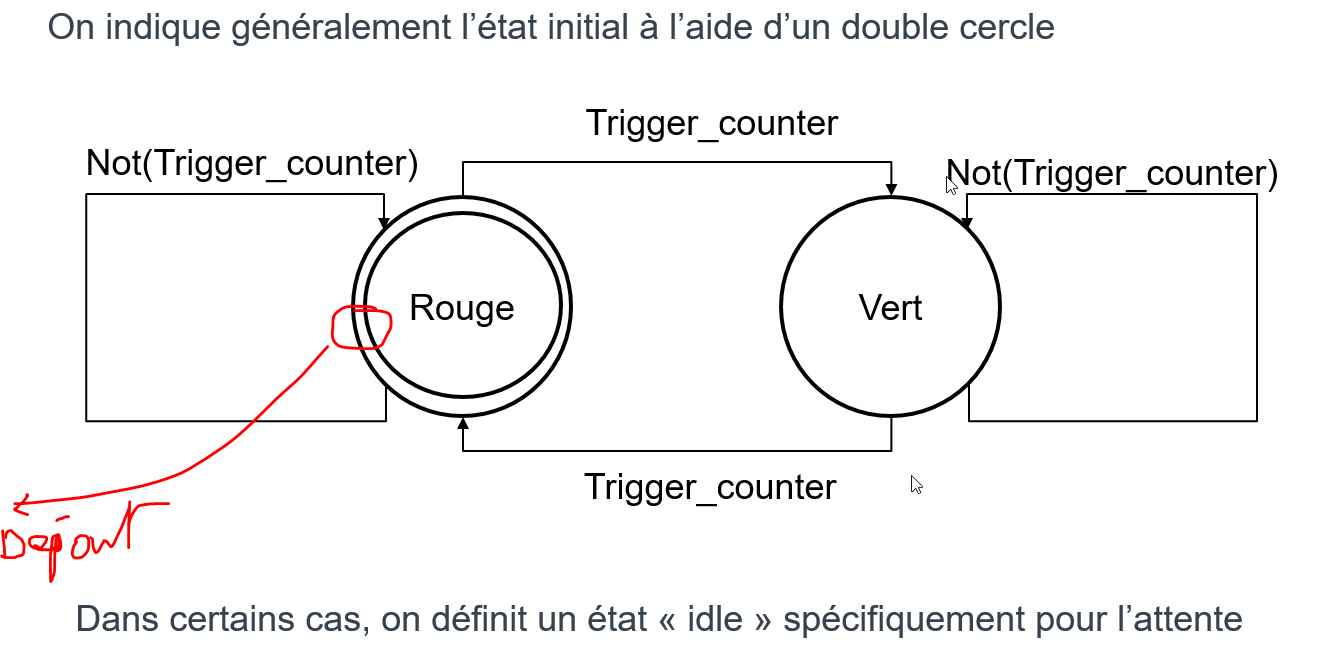 On indique généralement l’état initial à l’aide d’un double cercle
Trigger_counter
Not(Trigger_counter)
Not(Trigger_counter)
Rouge
Vert
Trigger_counter
Dans certains cas, on définit un état « idle » spécifiquement pour l’attente